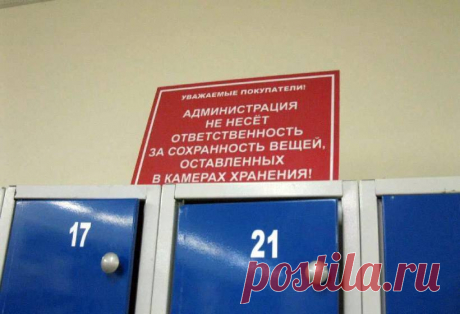 УВАЖАЕМЫЕ ПОКУПАТЕЛИ!
АДМИНИСТРАЦИЯ
НЕ НЕСЁТ
ОТВЕТСТВЕННОСТЬ
ЗА СОХРАННОСТЬ ВЕЩЕЙ,
ОСТАВЛЕННЫХ
В КАМЕРАХ ХРАНЕНИЯ!
17
21
postila.ru